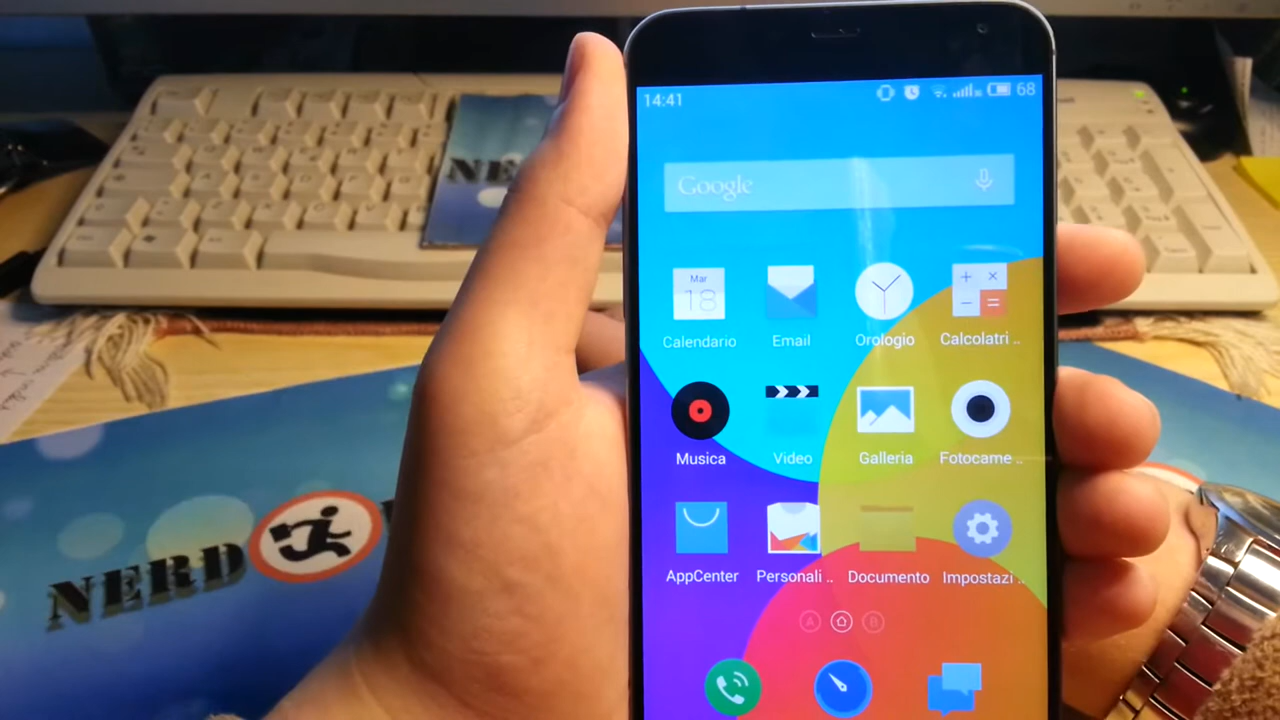 14:41
68
Google
Mar
18
Calendario
Email
Orologio
Calcolatri ..
Musica
Video
Galleria
Fotocame ..
AppCenter
Personali ..
Documento
Impostazi ..
A
B
NERD